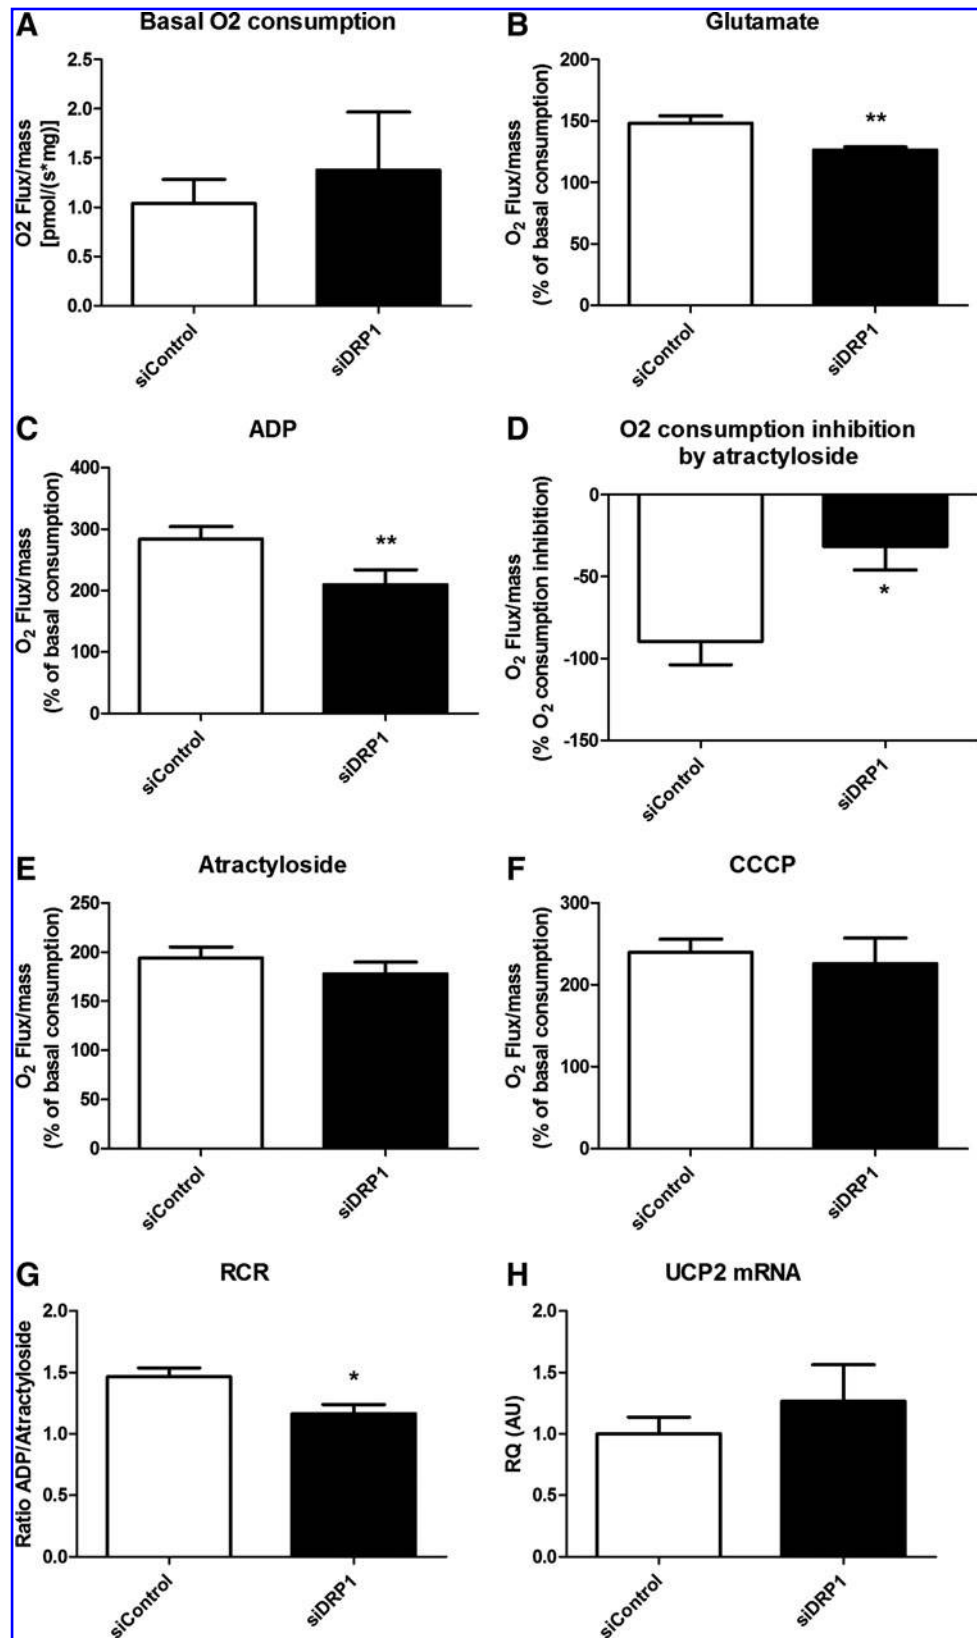 A
Basal O2 consumption
O2 Flux/mass
[pmol/(s*mg)]
2.5
2.0
1.5
1.0
0.5
0.0
siControl
siDRP1
B
Glutamate
O2 Flux/mass
(% of basal consumption)
200
150
100
50
0
**
siControl
siDRP1
C
ADP
O2 Flux/mass
(% of basal consumption)
400
300
200
100
0
**
siControl
siDRP1
D
O2 consumption inhibition
by atractyloside
O2 Flux/mass
(% O2 consumption inhibition)
0
-50
-100
-150
*
siControl
siDRP1
E
Atractyloside
O2 Flux/mass
(% of basal consumption)
250
200
150
100
50
0
siControl
siDRP1
F
CCCP
O2 Flux/mass
(% of basal consumption)
300
200
100
0
siControl
siDRP1
G
RCR
Ratio ADP/Atractyloside
2.0
1.5
1.0
0.5
0.0
*
siControl
siDRP1
H
UCP2 mRNA
RQ (AU)
2.0
1.5
1.0
0.5
0.0
siControl
siDRP1